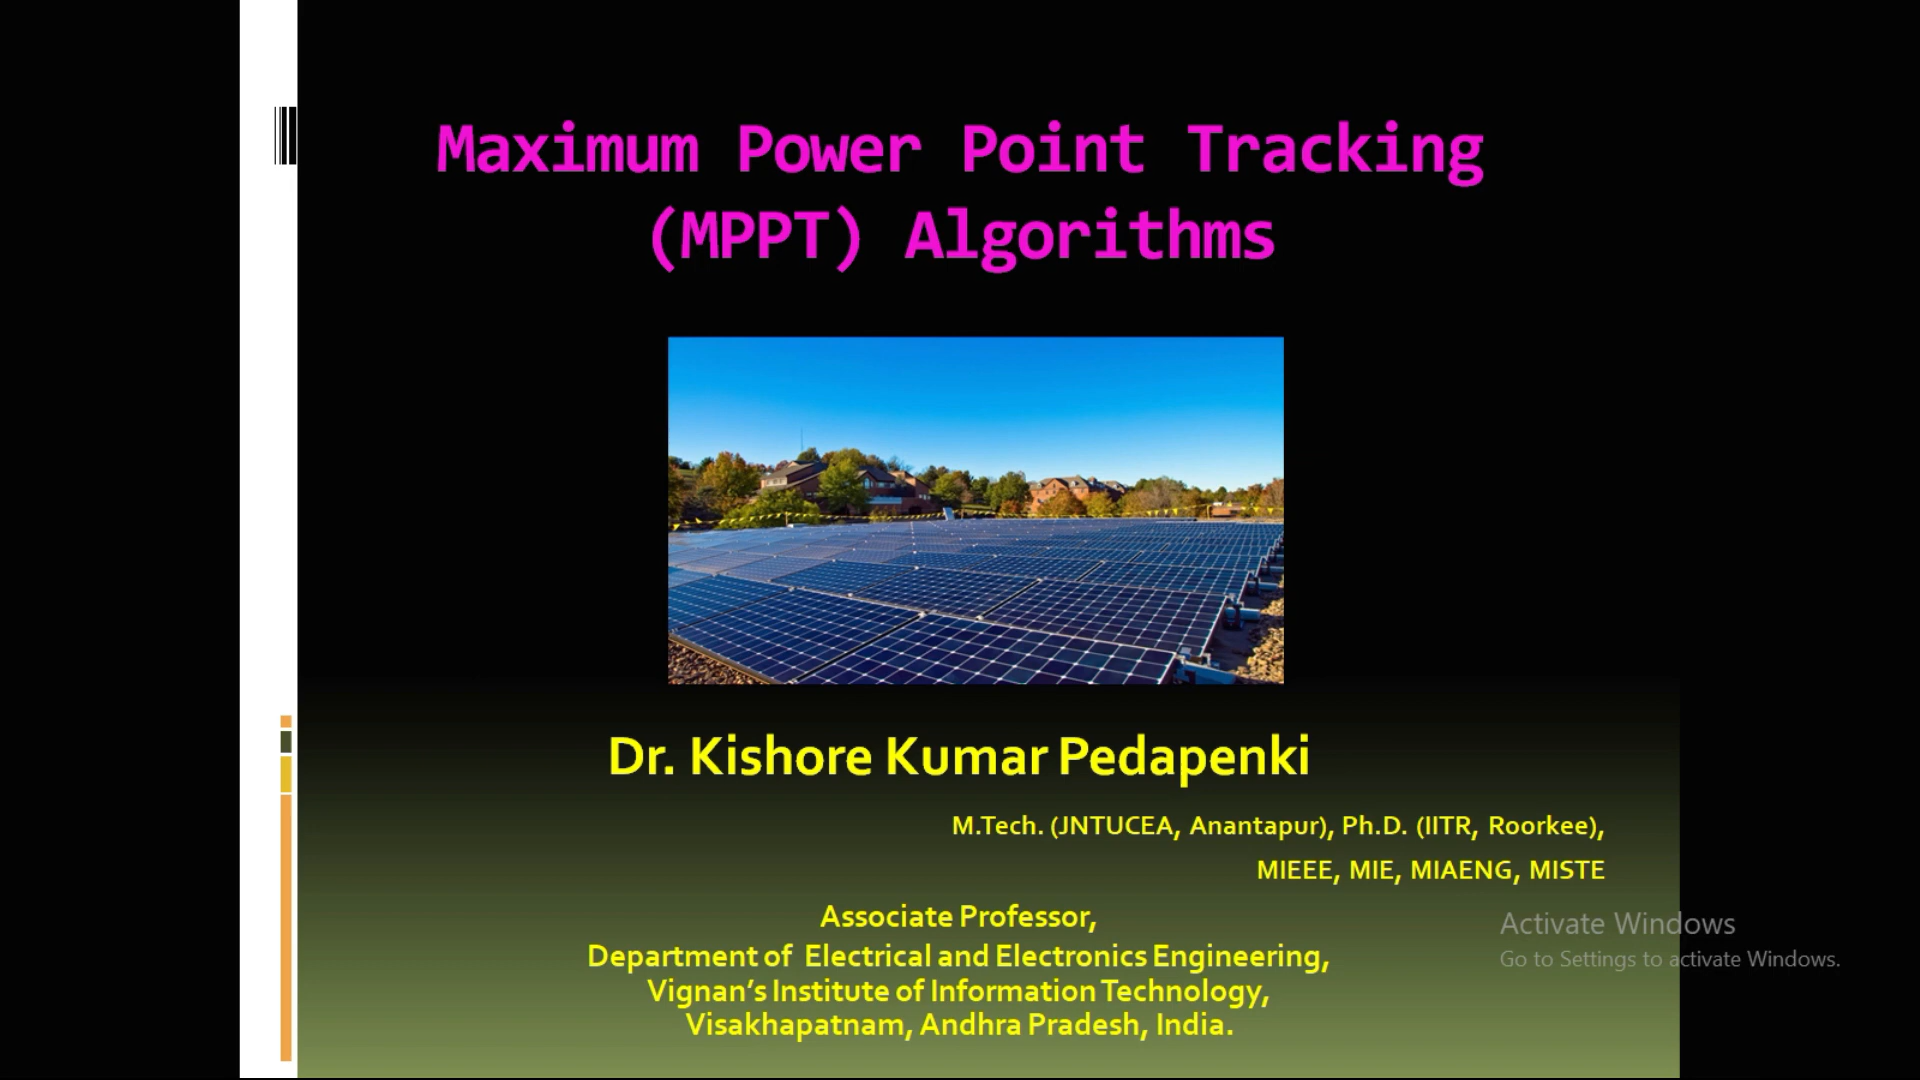 Maximum Power Point Tracking
(MPPT) Algorithms
Dr. Kishore Kumar Pedapenki
M.Tech. (JNTUCEA, Anantapur), Ph.D. (IITR, Roorkee),
MIEEE, MIE, MIAENG, MISTE
Associate Professor,
Department of Electrical and Electronics Engineering,
Vignan’s Institute of Information Technology,
Visakhapatnam, Andhra Pradesh, India.
Activate Windows
Go to Settings to activate Windows.